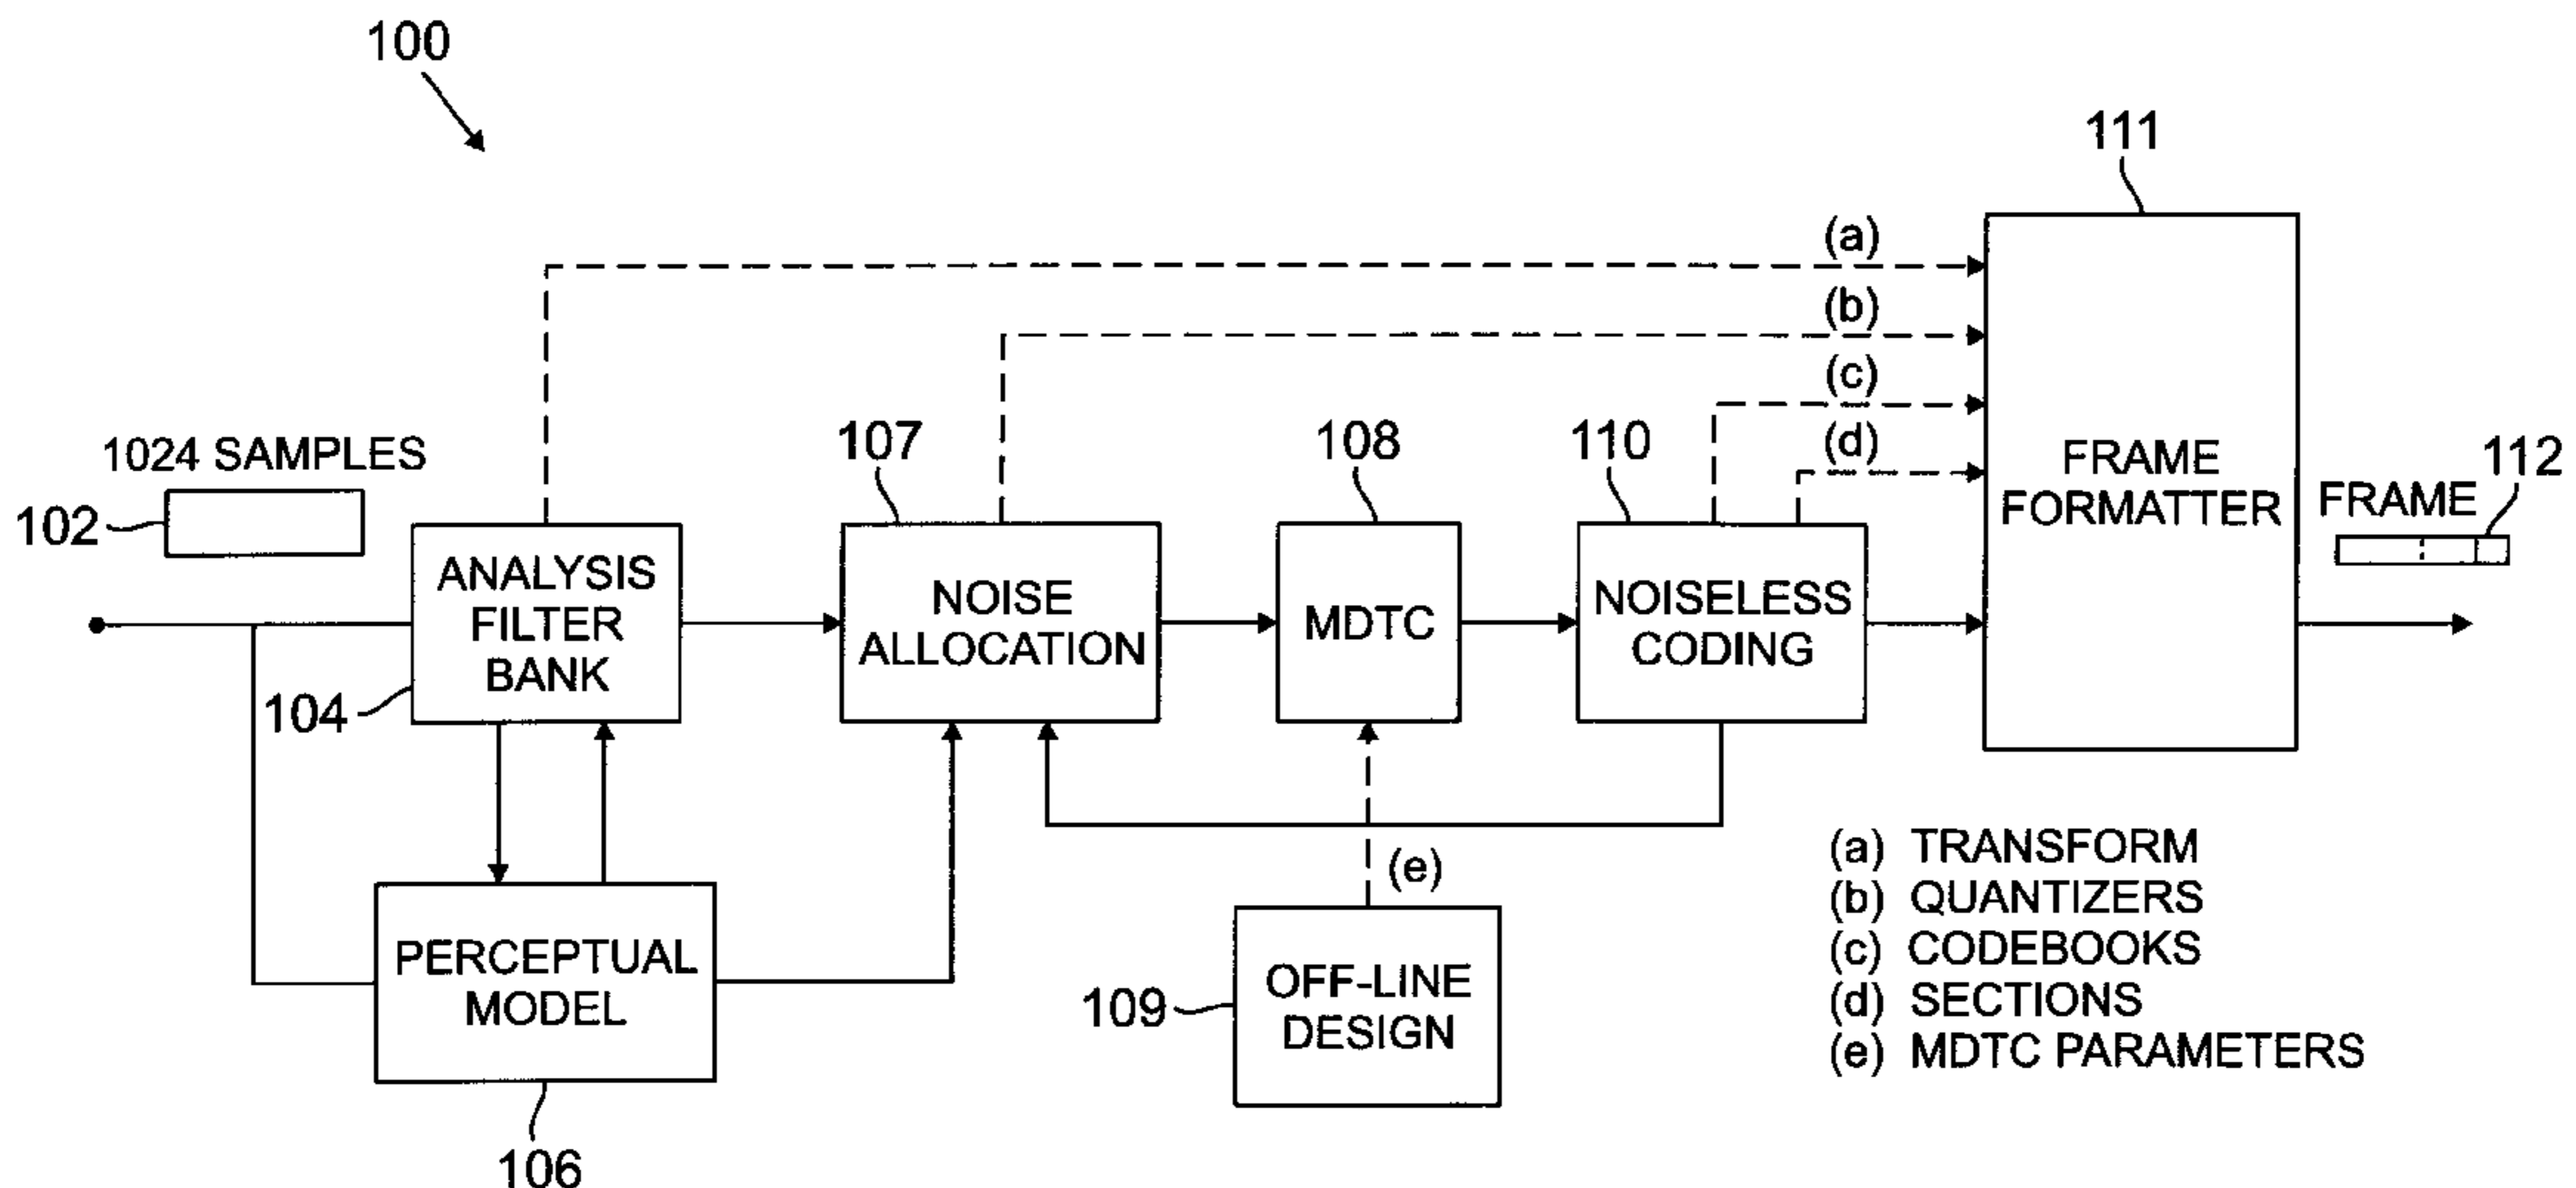 100
111
(a)
(b)
(c)
(d)
1024 SAMPLES
102
107
108
110
112
FRAME
FRAME
FORMATTER
ANALYSIS
FILTER
BANK
104
NOISE
ALLOCATION
MDTC
NOISELESS
CODING
(e)
PERCEPTUAL
MODEL
106
109
OFF-LINE
DESIGN
(a) TRANSFORM
(b) QUANTIZERS
(c) CODEBOOKS
(d) SECTIONS
(e) MDTC PARAMETERS